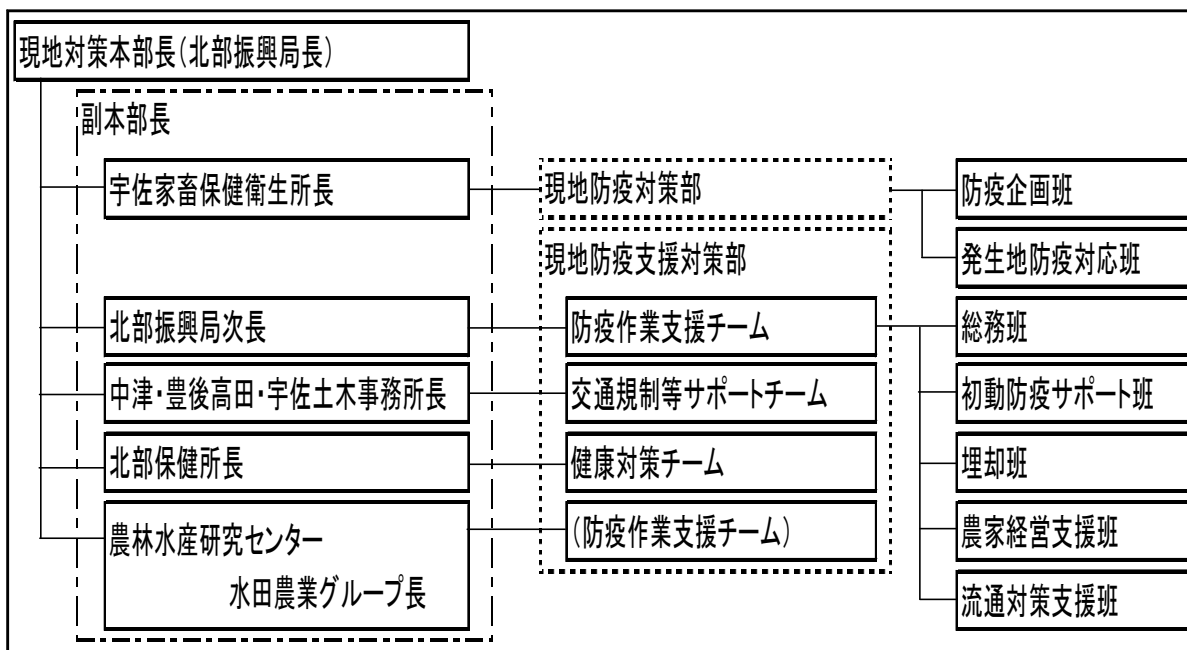 現地対策本部長(北部振興局長)
副本部長
宇佐家畜保健衛生所長
現地防疫対策部
防疫企画班
現地防疫支援対策部
発生地防疫対応班
北部振興局次長
防疫作業支援チーム
総務班
中津・豊後高田・宇佐土木事務所長
交通規制等サポートチーム
初動防疫サポート班
北部保健所長
健康対策チーム
埋却班
農林水産研究センター
水田農業グループ長
(防疫作業支援チーム)
農家経営支援班
流通対策支援班